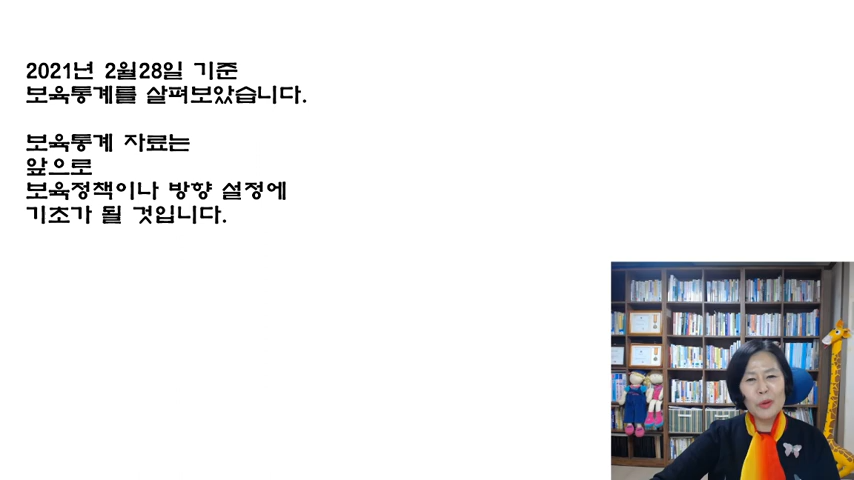 2021년 2월28일 기준
보육통계를 살펴보았습니다.
보육통계 자료는
앞으로
보육정책이나 방향 설정에
기초가 될 것입니다.